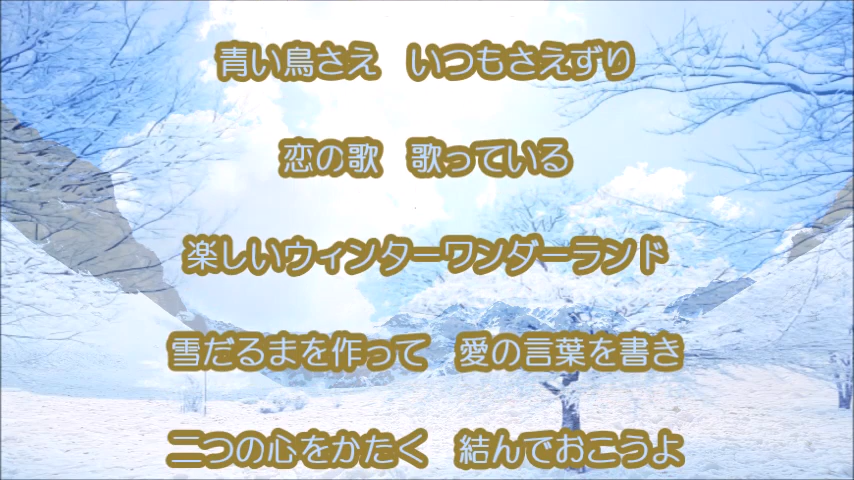 青い鳥さえ　いつもさえずり
恋の歌　歌っている
楽しいウィンターワンダーランド
雪だるまを作って　愛の言葉を書き
二つの心をかたく　結んでおこうよ